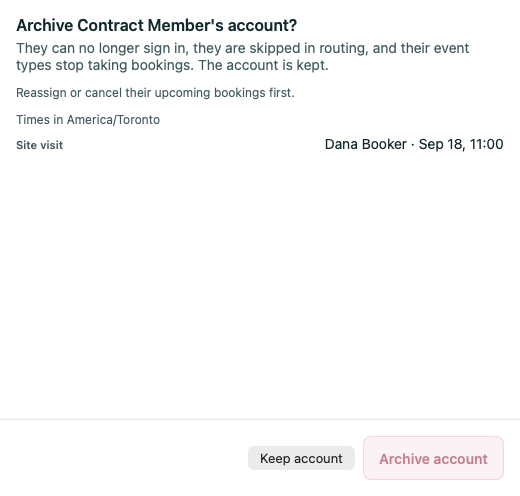 Archive Contract Member's account?
They can no longer sign in, they are skipped in routing, and their event
types stop taking bookings. The account is kept.
Reassign or cancel their upcoming bookings first.
Times in America/Toronto
Site visit Dana Booker · Sep 18, 11:00
Keep account Archive account